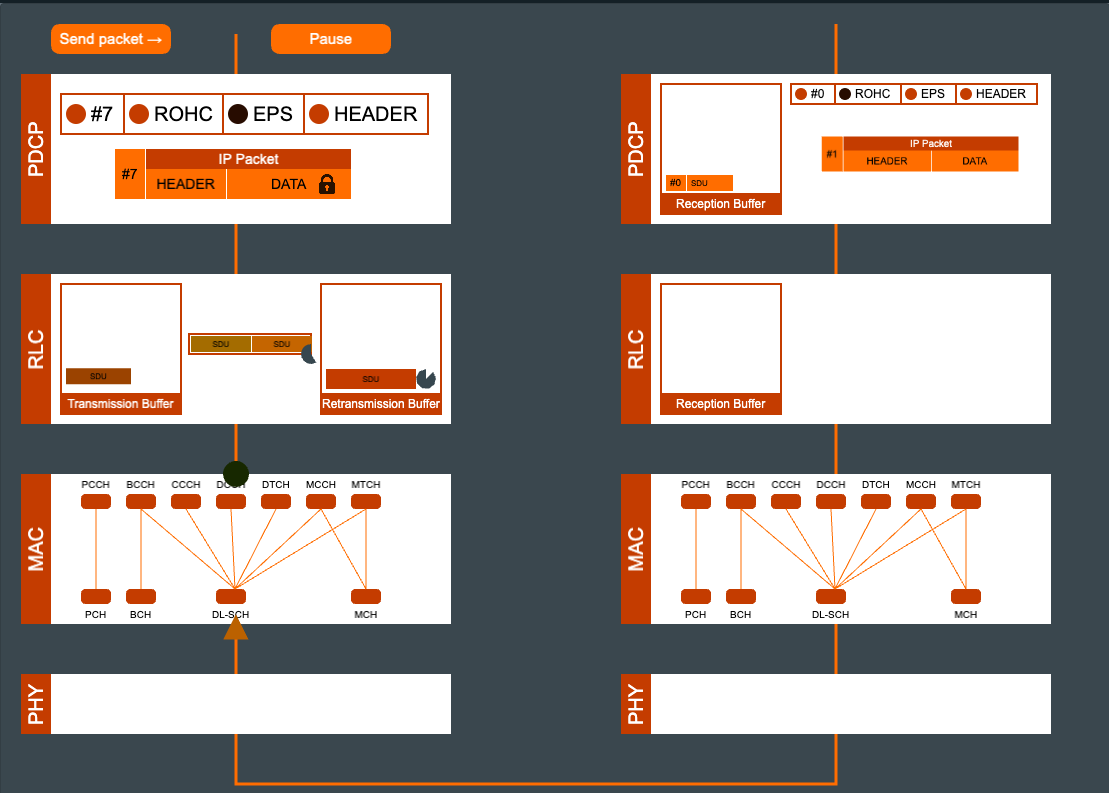 Send packet →
Pause
PDCP
#7
ROHC
EPS
HEADER
#7
IP Packet
HEADER
DATA
PDCP
#0
ROHC
EPS
HEADER
#1
IP Packet
HEADER
DATA
#0
SDU
Reception Buffer
RLC
SDU
Transmission Buffer
SDU
SDU
SDU
Retransmission Buffer
RLC
Reception Buffer
MAC
PCCH
BCCH
CCCH
DCCH
DTCH
MCCH
MTCH
PCH
BCH
DL-SCH
MCH
MAC
PCCH
BCCH
CCCH
DCCH
DTCH
MCCH
MTCH
PCH
BCH
DL-SCH
MCH
PHY
PHY